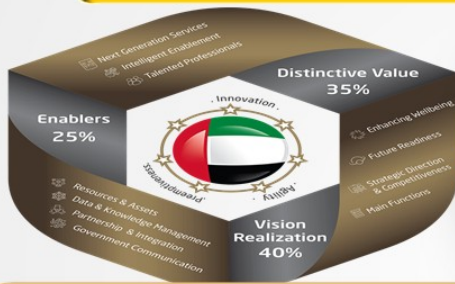 Next Generation Services
Intelligent Enablement
Talented Professionals
Distinctive Value
35%
Enablers
25%
. Innovation .
Agility .
Preemptiveness
Enhancing Wellbeing
Future Readiness
Strategic Direction
& Competitiveness
Main Functions
Resources & Assets
Data & Knowledge Management
Partnership & Integration
Government Communication
Vision
Realization
40%